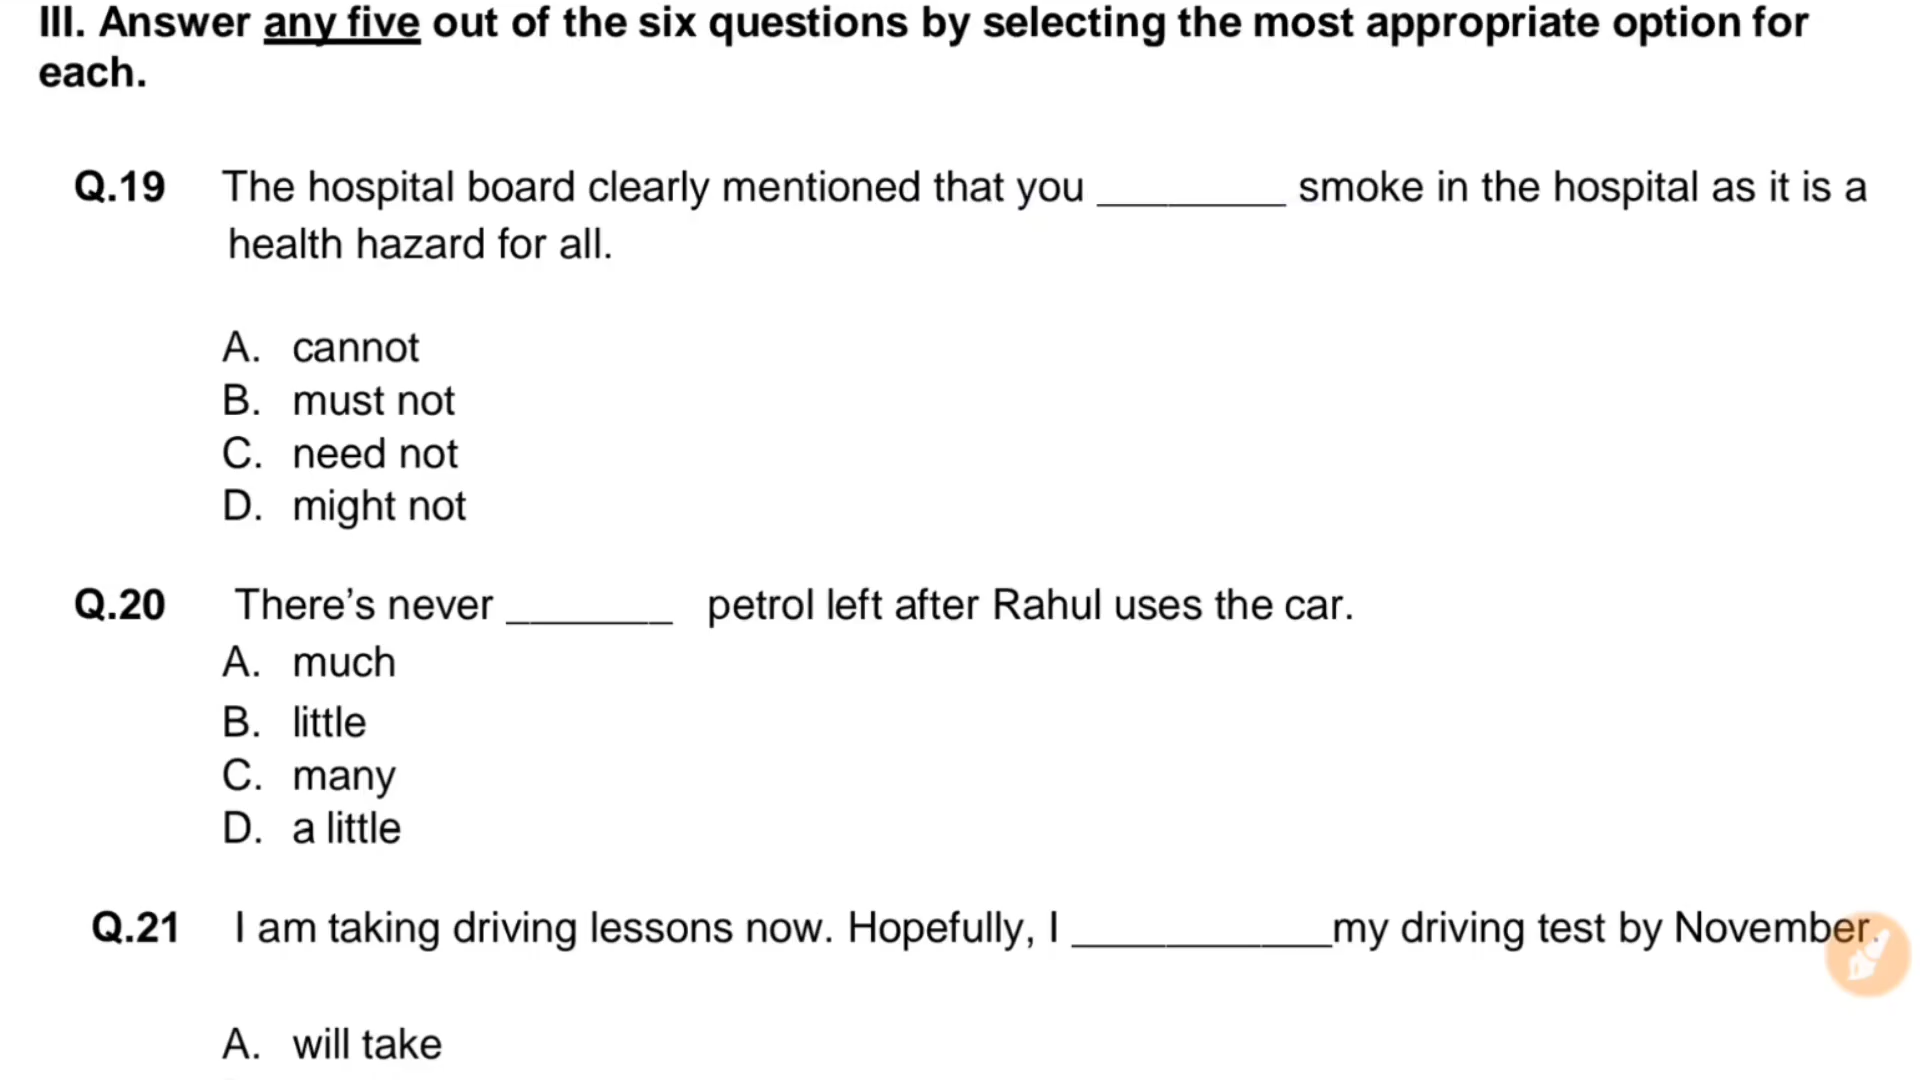 III. Answer any five out of the six questions by selecting the most appropriate option for
each.
Q.19 The hospital board clearly mentioned that you ________ smoke in the hospital as it is a
health hazard for all.
A. cannot
B. must not
C. need not
D. might not
Q.20 There’s never _______ petrol left after Rahul uses the car.
A. much
B. little
C. many
D. a little
Q.21 I am taking driving lessons now. Hopefully, I ___________my driving test by November.
A. will take